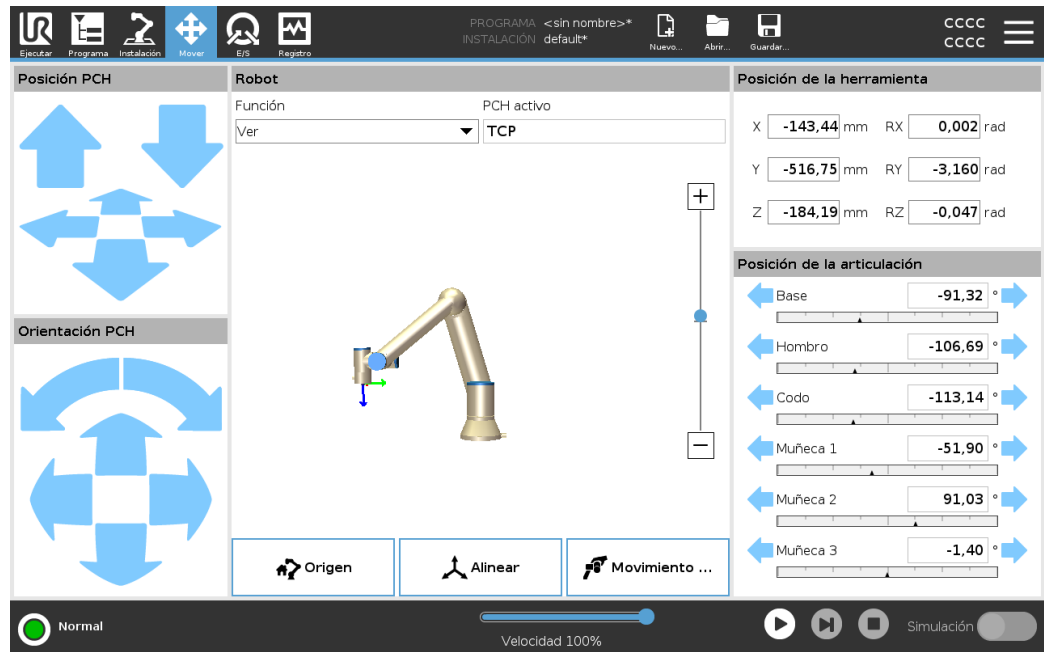 PROGRAMA <sin nombre>*
INSTALACIÓN default*
CCCC
CCCC
Ejecutar Programa Instalación Mover E/S Registro Nuevo... Abrir... Guardar...
Posición PCH
Robot
Posición de la herramienta
Función
PCH activo
Ver
TCP
X -143,44 mm RX 0,002 rad
Y -516,75 mm RY -3,160 rad
Z -184,19 mm RZ -0,047 rad
Posición de la articulación
Base -91,32 °
Hombro -106,69 °
Codo -113,14 °
Muñeca 1 -51,90 °
Muñeca 2 91,03 °
Muñeca 3 -1,40 °
Orientación PCH
Origen
Alinear
Movimiento ...
Normal
Velocidad 100%
Simulación